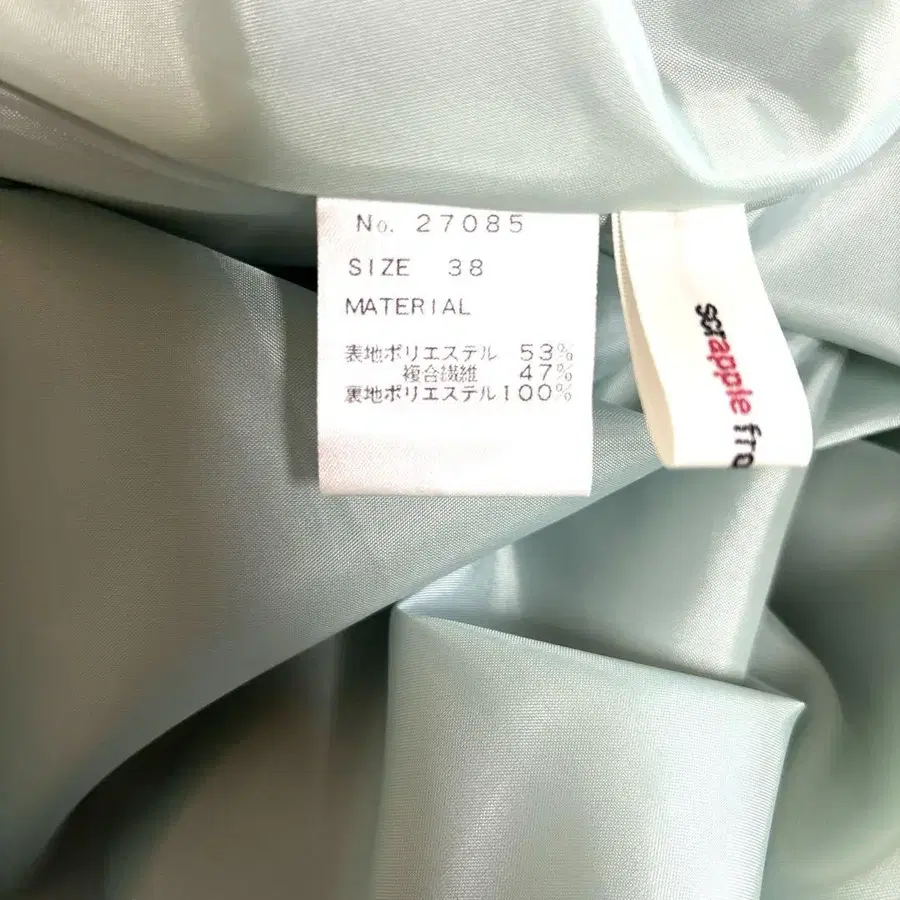 No. 27085
SIZE 38
MATERIAL
表地ポリエステル 53%
複合繊維 47%
裏地ポリエステル100%
scrapple fro